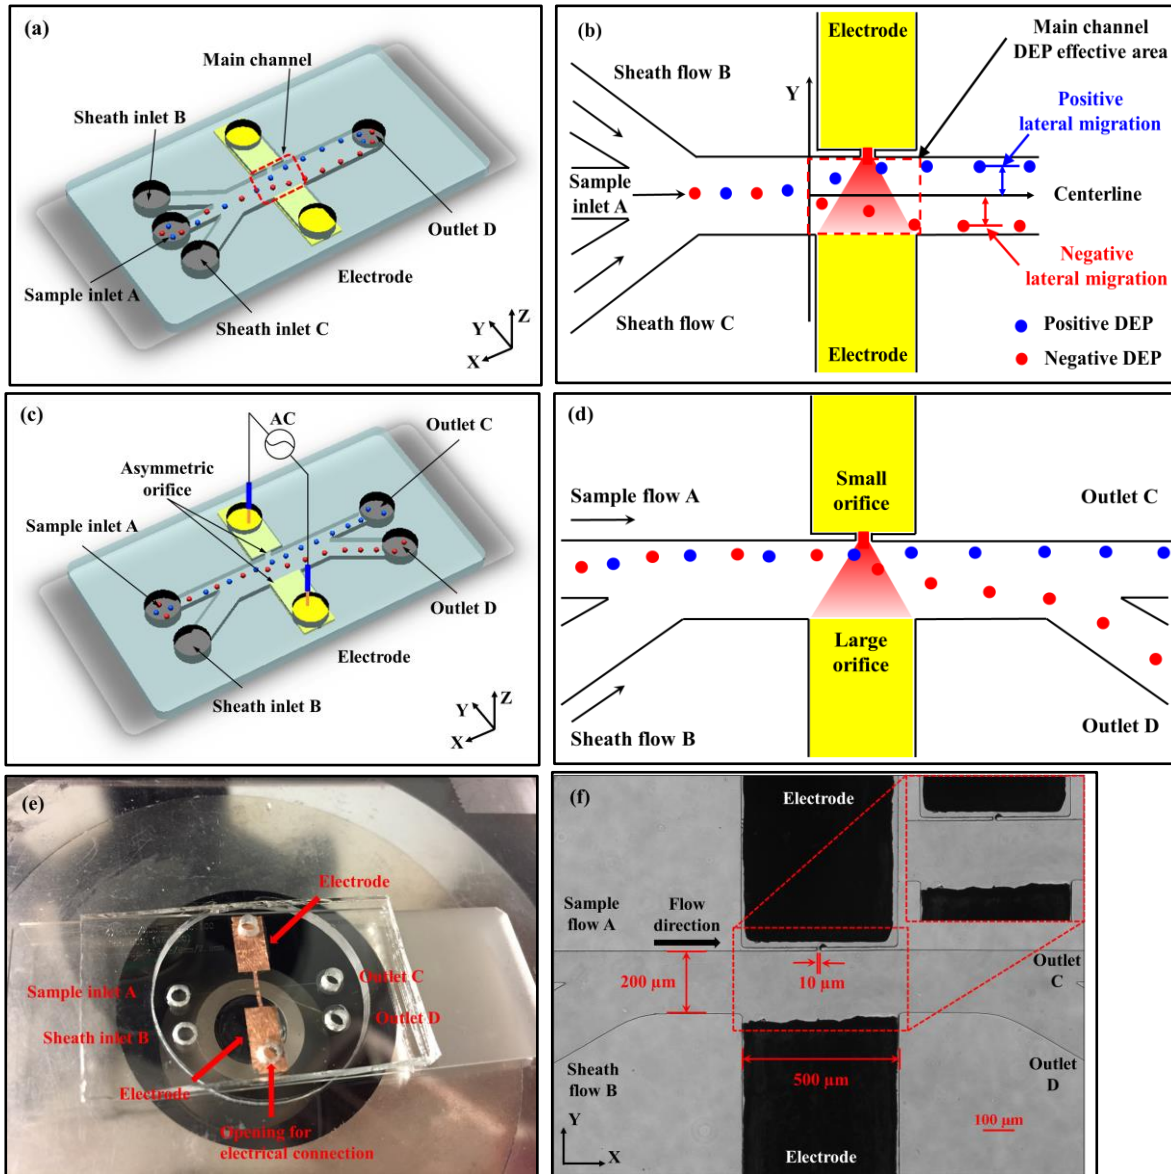 (a)
Main channel
Sheath inlet B
Outlet D
Sample inlet A
Electrode
Sheath inlet C
Y
Z
X
(b)
Electrode
Main channel
DEP effective area
Sheath flow B
Y
Positive
lateral migration
Sample
inlet A
Centerline
Negative
lateral migration
Sheath flow C
Positive DEP
Electrode
Negative DEP
(c)
AC
Outlet C
Asymmetric
orifice
Sample inlet A
Outlet D
Electrode
Sheath inlet B
Y
Z
X
(d)
Small
orifice
Sample flow A
Outlet C
Large
orifice
Sheath flow B
Outlet D
(e)
Electrode
Outlet C
Sample inlet A
Outlet D
Sheath inlet B
Electrode
Opening for
electrical connection
(f)
Electrode
Sample
flow A
Flow
direction
Outlet
C
200 µm
10 µm
Sheath
flow B
500 µm
Outlet
D
Y
X
100 µm
Electrode